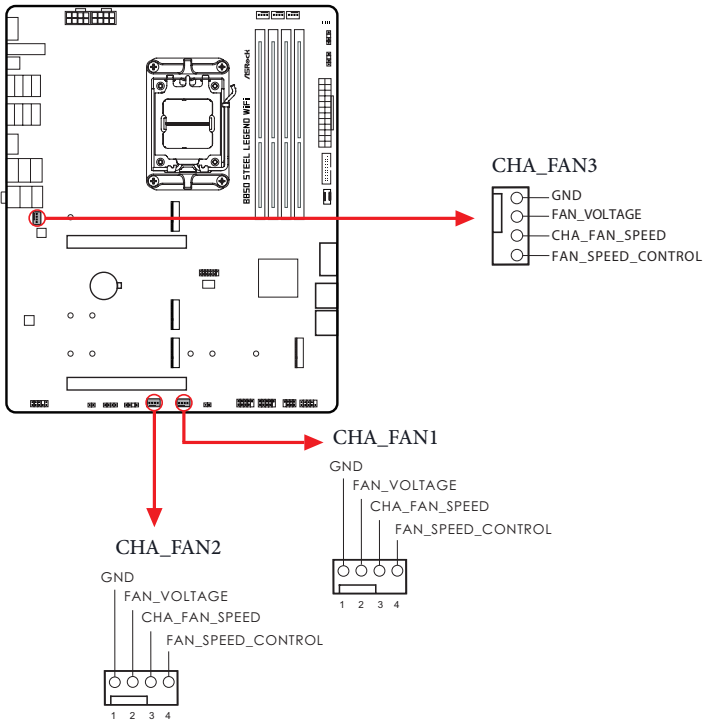 ASRock
B850 STEEL LEGEND WiFi
CHA_FAN3
GND
FAN_VOLTAGE
CHA_FAN_SPEED
FAN_SPEED_CONTROL
CHA_FAN1
GND
FAN_VOLTAGE
CHA_FAN_SPEED
FAN_SPEED_CONTROL
1 2 3 4
CHA_FAN2
GND
FAN_VOLTAGE
CHA_FAN_SPEED
FAN_SPEED_CONTROL
1 2 3 4